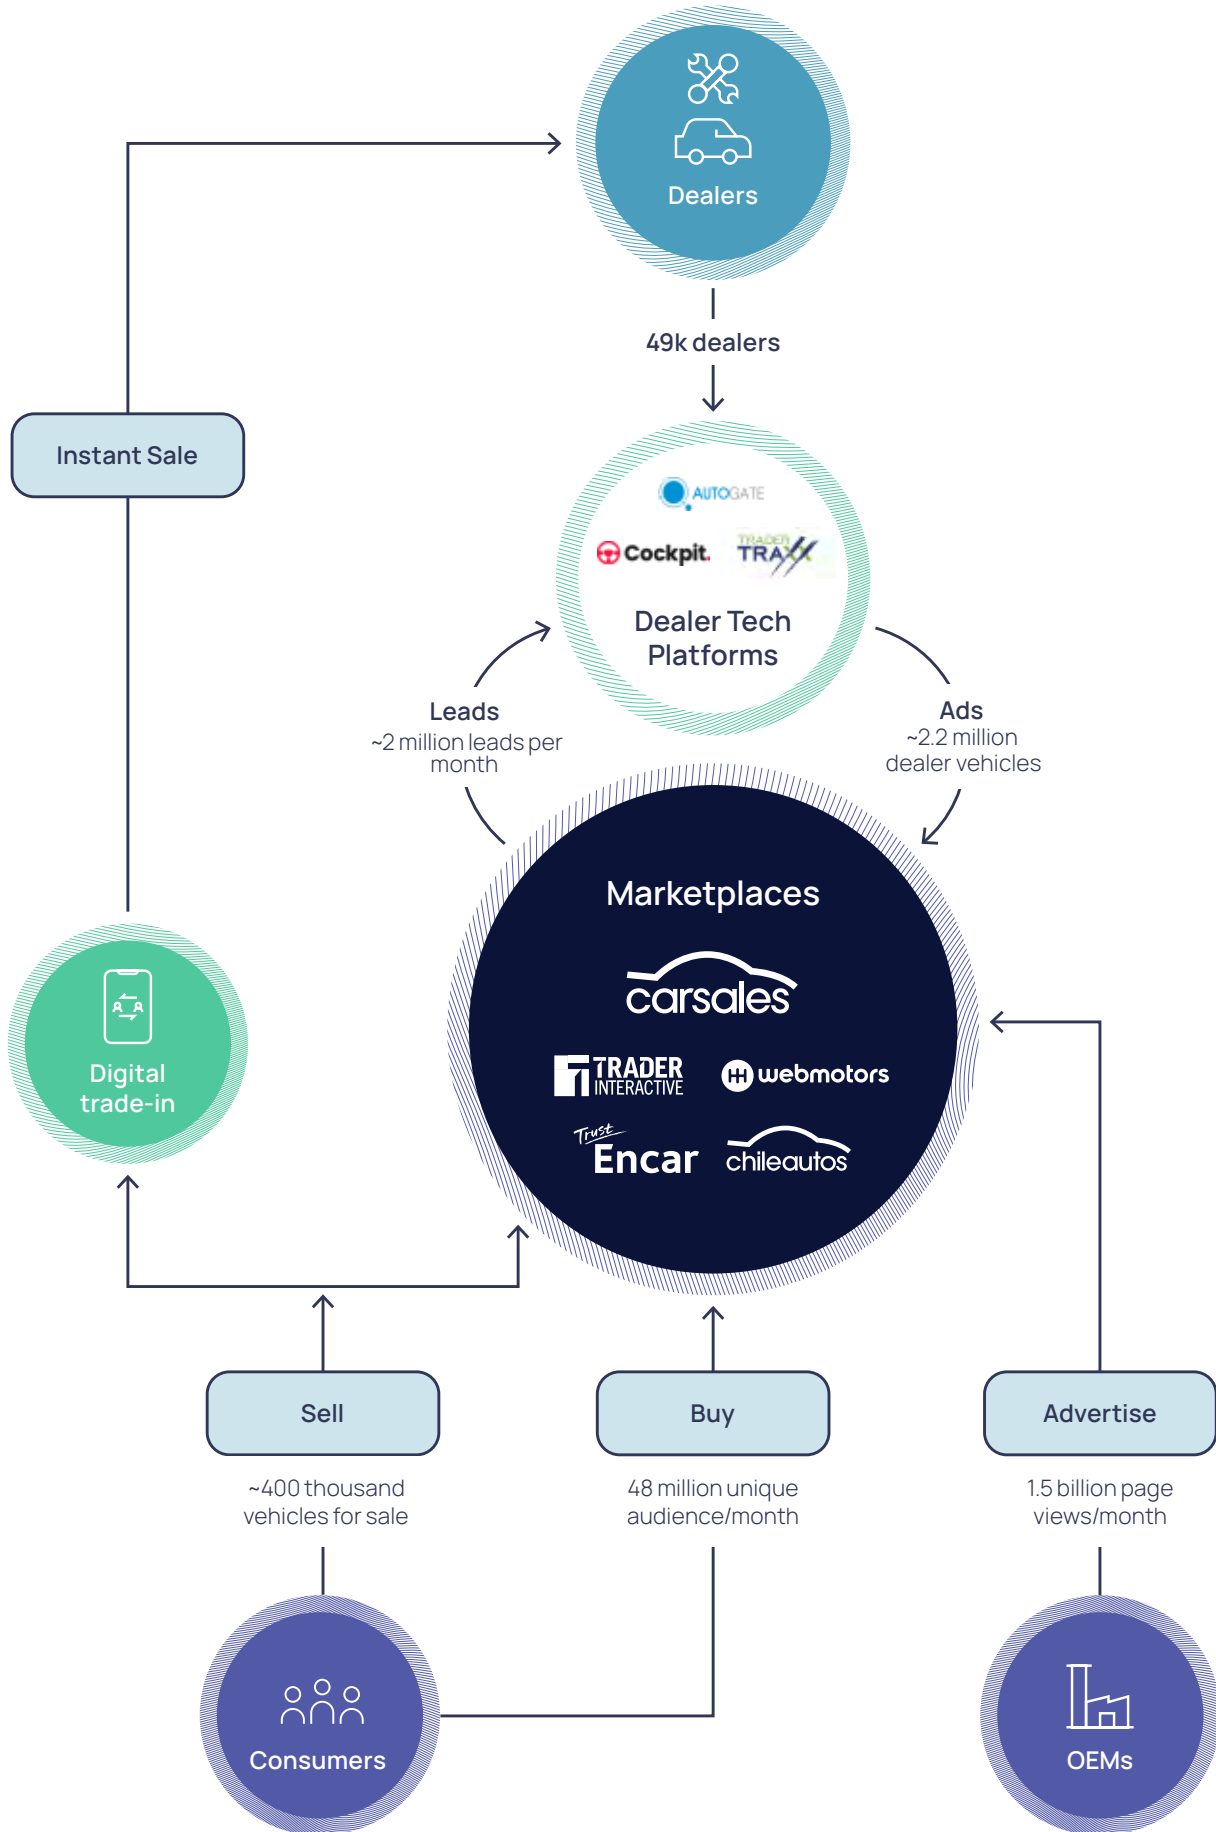 Dealers
49k dealers
Instant Sale
AUTOGATE
Cockpit.
TRADER
TRAXX
Dealer Tech
Platforms
Leads
~2 million leads per
month
Ads
~2.2 million
dealer vehicles
Marketplaces
carsales
TRADER
INTERACTIVE
webmotors
Trust
Encar
chileautos
Digital
trade-in
Sell
Buy
Advertise
~400 thousand
vehicles for sale
48 million unique
audience/month
1.5 billion page
views/month
Consumers
OEMs